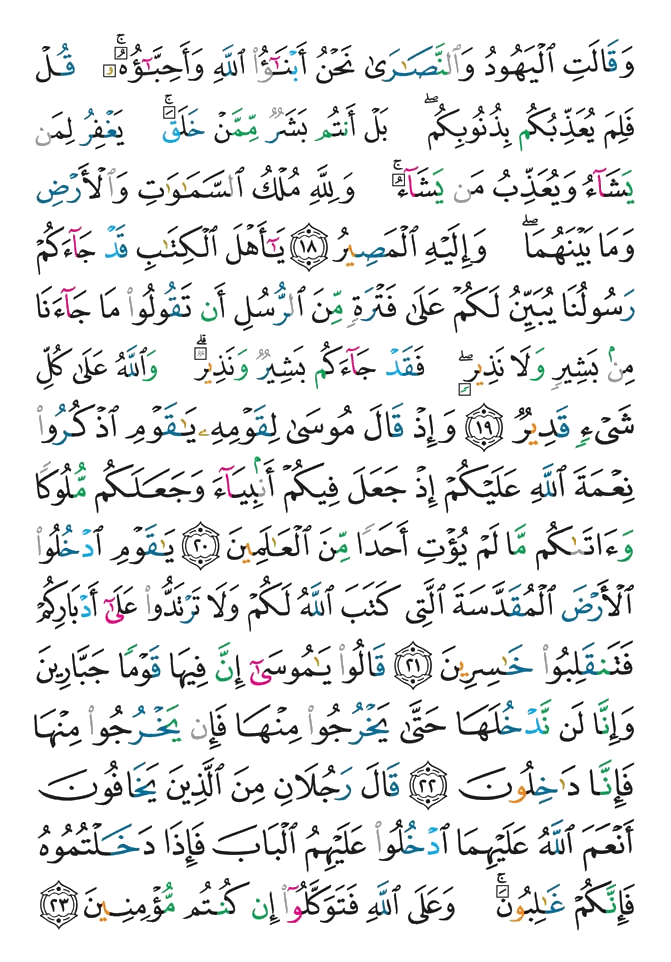 وَقَالَتِ ٱلۡيَهُودُ وَٱلنَّصَٰرَىٰ نَحۡنُ أَبۡنَٰٓؤُاْ ٱللَّهِ وَأَحِبَّٰٓؤُهُۥۚ قُلۡ
فَلِمَ يُعَذِّبُكُم بِذُنُوبِكُمۖ بَلۡ أَنتُم بَشَرٞ مِّمَّنۡ خَلَقَۚ يَغۡفِرُ لِمَن
يَشَآءُ وَيُعَذِّبُ مَن يَشَآءُۚ وَلِلَّهِ مُلۡكُ ٱلسَّمَٰوَٰتِ وَٱلۡأَرۡضِ
وَمَا بَيۡنَهُمَاۖ وَإِلَيۡهِ ٱلۡمَصِيرُ ١٨ يَٰٓأَهۡلَ ٱلۡكِتَٰبِ قَدۡ جَآءَكُمۡ
رَسُولُنَا يُبَيِّنُ لَكُمۡ عَلَىٰ فَتۡرَةٖ مِّنَ ٱلرُّسُلِ أَن تَقُولُواْ مَا جَآءَنَا
مِنۢ بَشِيرٖ وَلَا نَذِيرٖۖ فَقَدۡ جَآءَكُم بَشِيرٞ وَنَذِيرٞۗ وَٱللَّهُ عَلَىٰ كُلِّ
شَيۡءٖ قَدِيرٞ ١٩ وَإِذۡ قَالَ مُوسَىٰ لِقَوۡمِهِۦ يَٰقَوۡمِ ٱذۡكُرُواْ
نِعۡمَةَ ٱللَّهِ عَلَيۡكُمۡ إِذۡ جَعَلَ فِيكُمۡ أَنۢبِيَآءَ وَجَعَلَكُم مُّلُوكٗا
وَءَاتَىٰكُم مَّا لَمۡ يُؤۡتِ أَحَدٗا مِّنَ ٱلۡعَٰلَمِينَ ٢٠ يَٰقَوۡمِ ٱدۡخُلُواْ
ٱلۡأَرۡضَ ٱلۡمُقَدَّسَةَ ٱلَّتِي كَتَبَ ٱللَّهُ لَكُمۡ وَلَا تَرۡتَدُّواْ عَلَىٰٓ أَدۡبَارِكُمۡ
فَتَنقَلِبُواْ خَٰسِرِينَ ٢١ قَالُواْ يَٰمُوسَىٰٓ إِنَّ فِيهَا قَوۡمٗا جَبَّارِينَ
وَإِنَّا لَن نَّدۡخُلَهَا حَتَّىٰ يَخۡرُجُواْ مِنۡهَا فَإِن يَخۡرُجُواْ مِنۡهَا
فَإِنَّا دَٰخِلُونَ ٢٢ قَالَ رَجُلَانِ مِنَ ٱلَّذِينَ يَخَافُونَ
أَنۡعَمَ ٱللَّهُ عَلَيۡهِمَا ٱدۡخُلُواْ عَلَيۡهِمُ ٱلۡبَابَ فَإِذَا دَخَلۡتُمُوهُ
فَإِنَّكُمۡ غَٰلِبُونَۚ وَعَلَى ٱللَّهِ فَتَوَكَّلُوٓاْ إِن كُنتُم مُّؤۡمِنِينَ ٢٣